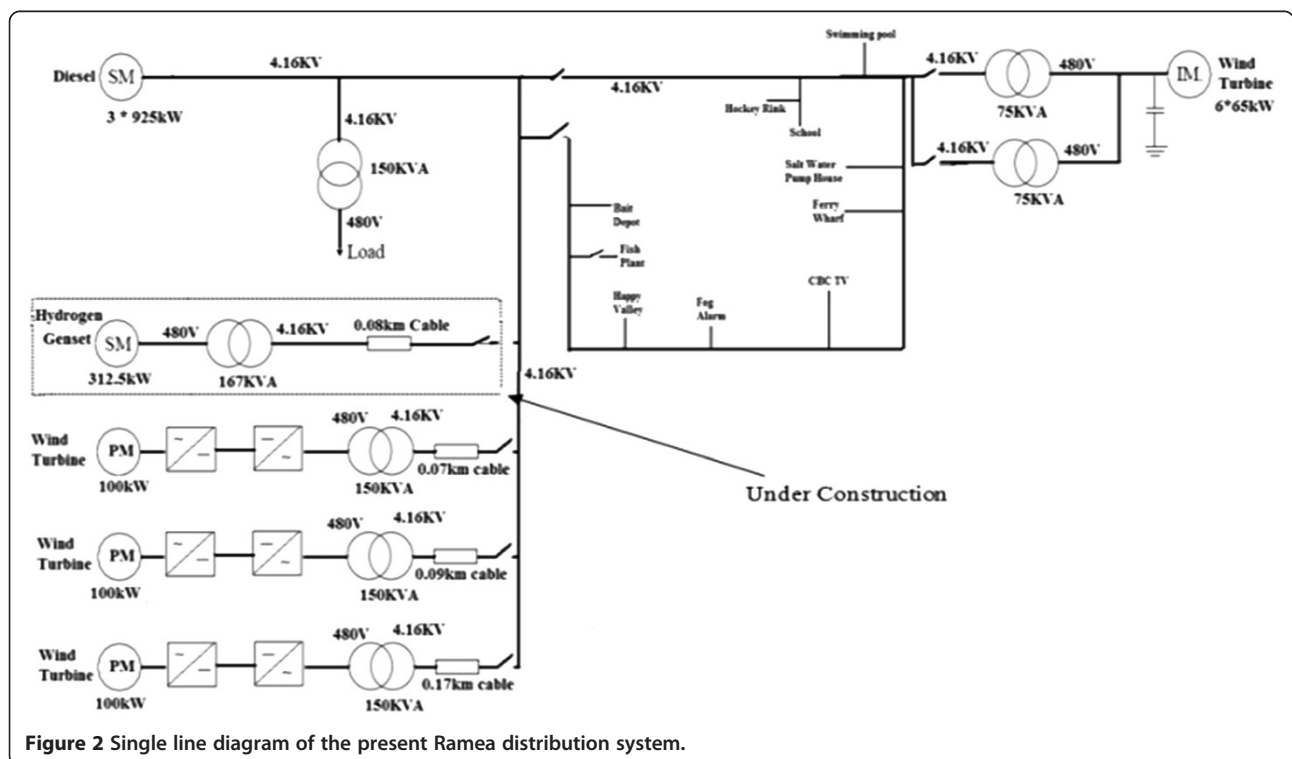 Swimming pool
4.16KV
Diesel
SM
3 * 925kW
4.16KV
150KVA
480V
Load
4.16KV
Hockey Rink
School
Salt Water
Pump House
Ferry
Wharf
CBC TV
Bait
Depot
Fish
Plant
Happy
Valley
Fog
Alarm
4.16KV
480V
75KVA
4.16KV
480V
75KVA
IM.
Wind
Turbine
6*65kW
Hydrogen
Genset
SM
312.5kW
480V
4.16KV
167KVA
0.08km Cable
4.16KV
Under Construction
Wind
Turbine
PM
100kW
480V
4.16KV
150KVA
0.07km cable
Wind
Turbine
PM
100kW
480V
4.16KV
150KVA
0.09km cable
Wind
Turbine
PM
100kW
480V
4.16KV
150KVA
0.17km cable
Figure 2 Single line diagram of the present Ramea distribution system.